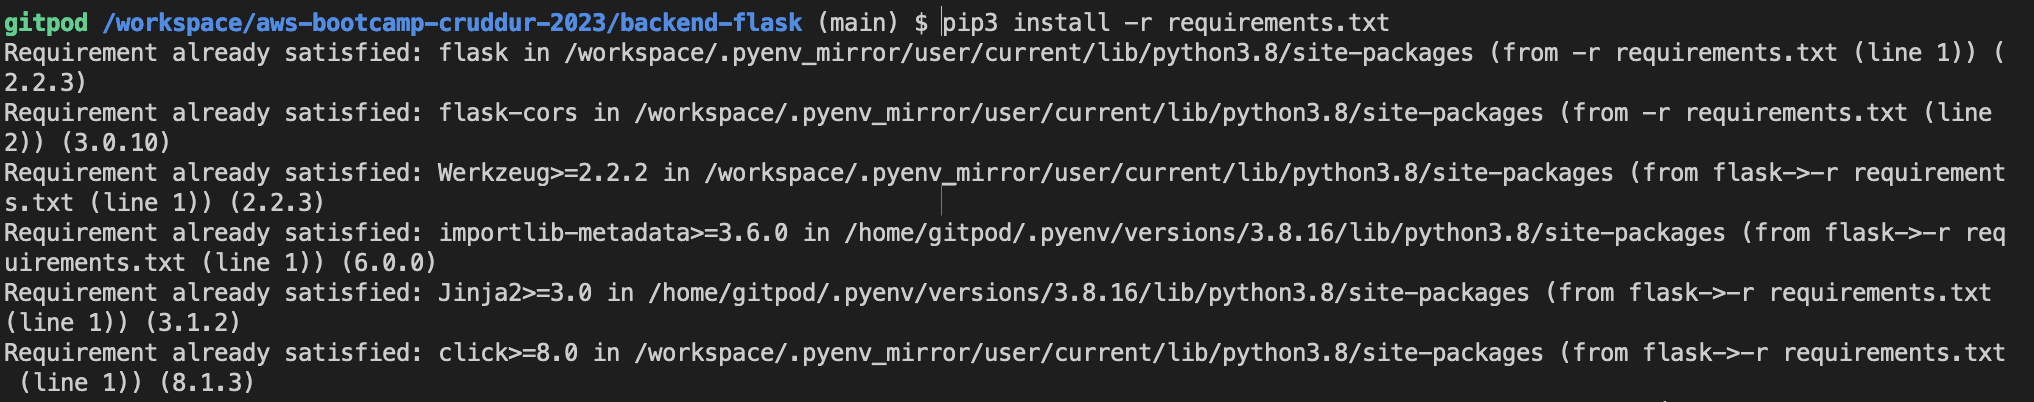 gitpod /workspace/aws-bootcamp-cruddur-2023/backend-flask (main) $ pip3 install -r requirements.txt
Requirement already satisfied: flask in /workspace/.pyenv_mirror/user/current/lib/python3.8/site-packages (from -r requirements.txt (line 1)) (
2.2.3)
Requirement already satisfied: flask-cors in /workspace/.pyenv_mirror/user/current/lib/python3.8/site-packages (from -r requirements.txt (line
2)) (3.0.10)
Requirement already satisfied: Werkzeug>=2.2.2 in /workspace/.pyenv_mirror/user/current/lib/python3.8/site-packages (from flask->-r requirement
s.txt (line 1)) (2.2.3)
Requirement already satisfied: importlib-metadata>=3.6.0 in /home/gitpod/.pyenv/versions/3.8.16/lib/python3.8/site-packages (from flask->-r req
uirements.txt (line 1)) (6.0.0)
Requirement already satisfied: Jinja2>=3.0 in /home/gitpod/.pyenv/versions/3.8.16/lib/python3.8/site-packages (from flask->-r requirements.txt
(line 1)) (3.1.2)
Requirement already satisfied: click>=8.0 in /workspace/.pyenv_mirror/user/current/lib/python3.8/site-packages (from flask->-r requirements.txt
 (line 1)) (8.1.3)